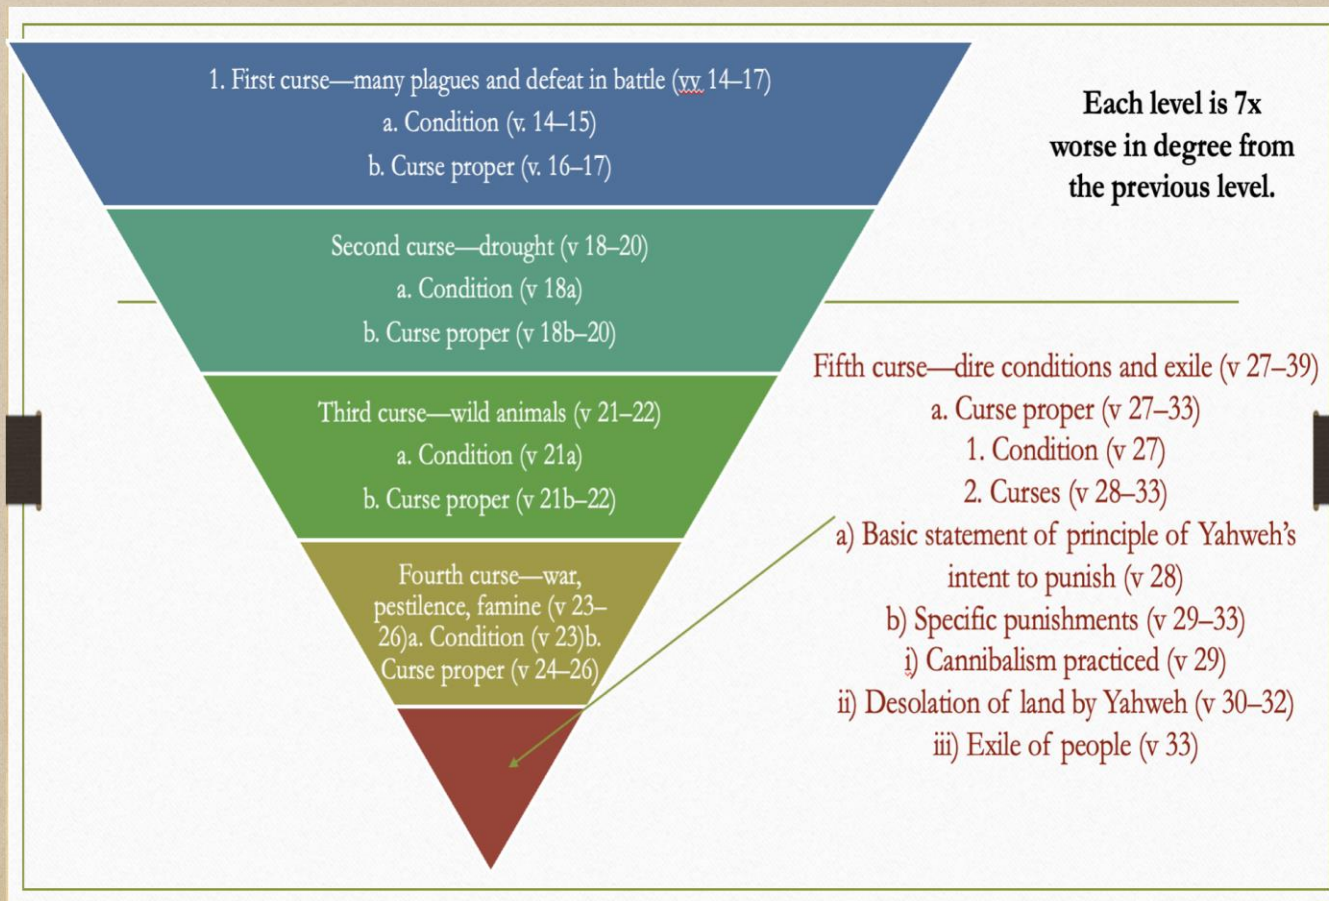 1. First curse—many plagues and defeat in battle (vv. 14–17)
a. Condition (v. 14–15)
b. Curse proper (v. 16–17)
Second curse—drought (v 18–20)
a. Condition (v 18a)
b. Curse proper (v 18b–20)
Third curse—wild animals (v 21–22)
a. Condition (v 21a)
b. Curse proper (v 21b–22)
Fourth curse—war,
pestilence, famine (v 23–
26)a. Condition (v 23)b.
Curse proper (v 24–26)
Each level is 7x
worse in degree from
the previous level.
Fifth curse—dire conditions and exile (v 27–39)
a. Curse proper (v 27–33)
1. Condition (v 27)
2. Curses (v 28–33)
a) Basic statement of principle of Yahweh’s
intent to punish (v 28)
b) Specific punishments (v 29–33)
i) Cannibalism practiced (v 29)
ii) Desolation of land by Yahweh (v 30–32)
iii) Exile of people (v 33)